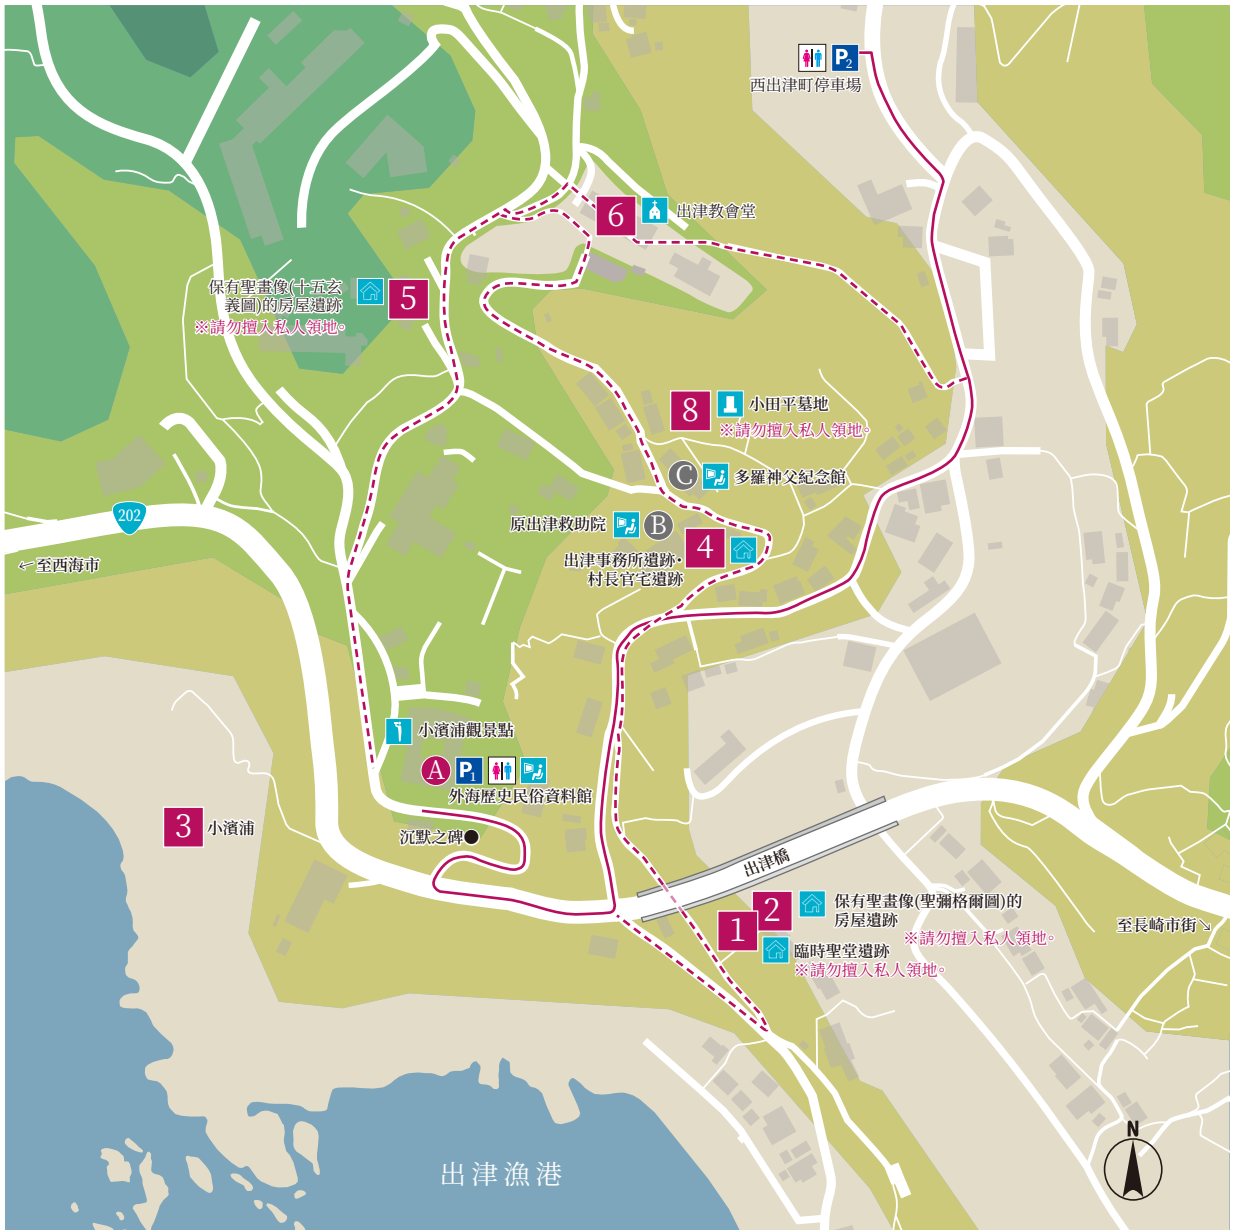 P2
西出津町停車場
6
出津教會堂
保有聖畫像(十五玄
義圖)的房屋遺跡
※請勿擅入私人領地。
5
8
小田平墓地
※請勿擅入私人領地。
C
多羅神父紀念館
202
至西海市
原出津救助院
B
出津事務所遺跡・
村長官宅遺跡
4
小濱浦觀景點
A
P1
外海歷史民俗資料館
沉默之碑
3
小濱浦
出津橋
1
2
保有聖畫像(聖彌格爾圖)的
房屋遺跡
※請勿擅入私人領地。
臨時聖堂遺跡
※請勿擅入私人領地。
至長崎市街
出津漁港
N